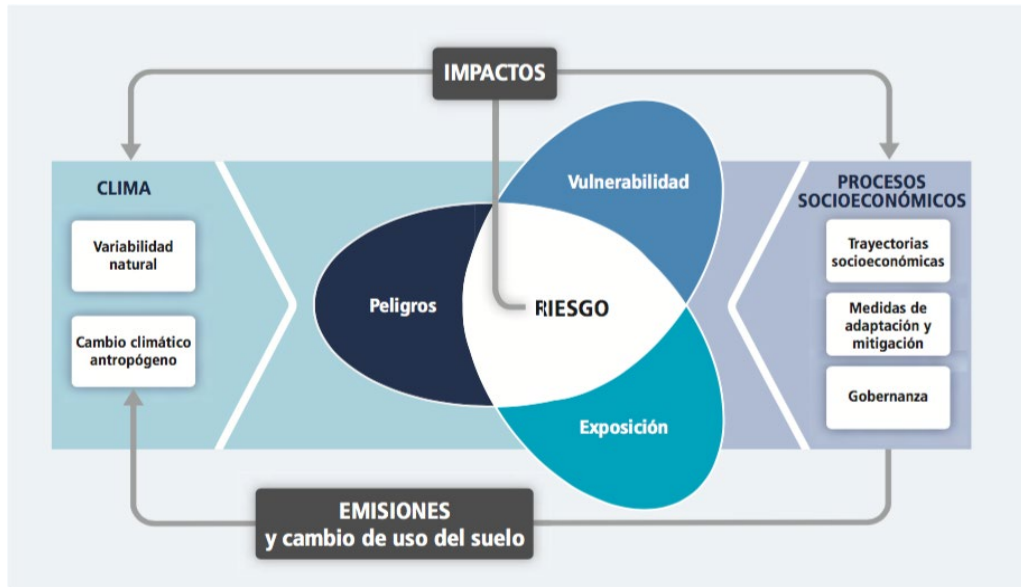 IMPACTOS
CLIMA
Variabilidad
natural
Cambio climático
antropógeno
Peligros
Vulnerabilidad
RIESGO
Exposición
PROCESOS
SOCIOECONÓMICOS
Trayectorias
socioeconómicas
Medidas de
adaptación y
mitigación
Gobernanza
EMISIONES
y cambio de uso del suelo